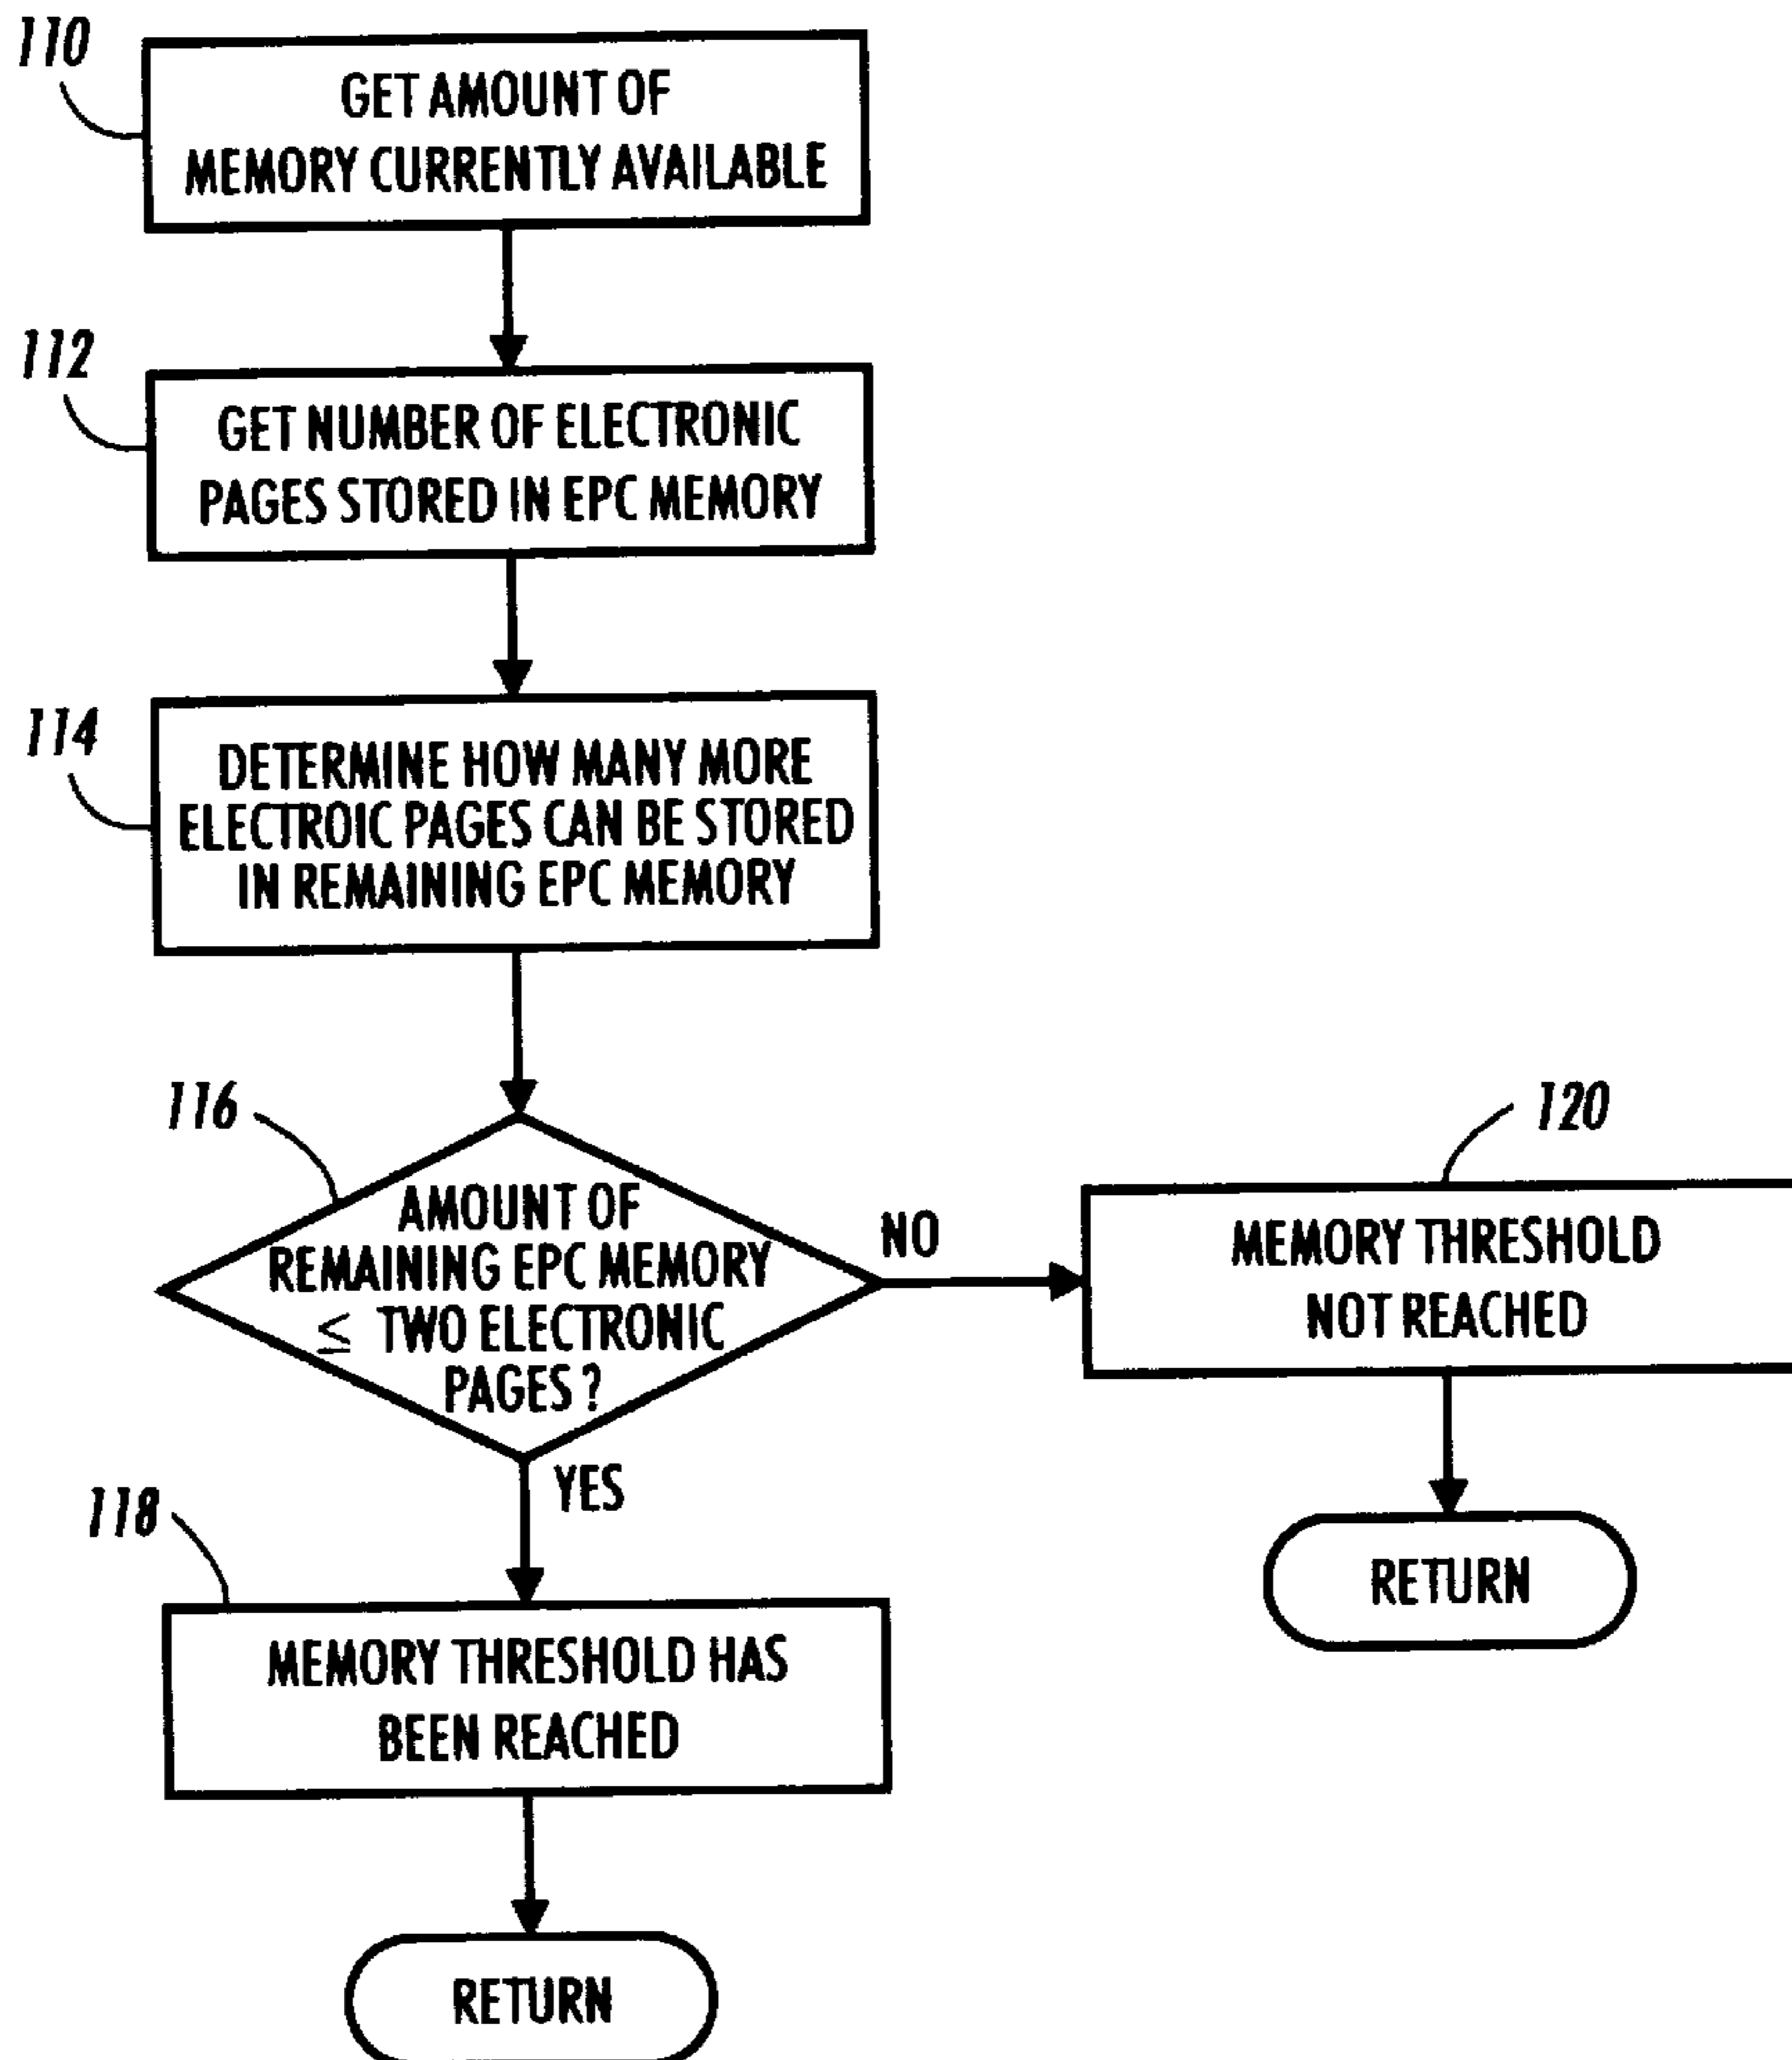 110
GET AMOUNT OF
MEMORY CURRENTLY AVAILABLE
112
GET NUMBER OF ELECTRONIC
PAGES STORED IN EPC MEMORY
114
DETERMINE HOW MANY MORE
ELECTROIC PAGES CAN BE STORED
IN REMAINING EPC MEMORY
116
AMOUNT OF
REMAINING EPC MEMORY
≤ TWO ELECTRONIC
PAGES?
NO
120
MEMORY THRESHOLD
NOT REACHED
RETURN
YES
118
MEMORY THRESHOLD HAS
BEEN REACHED
RETURN